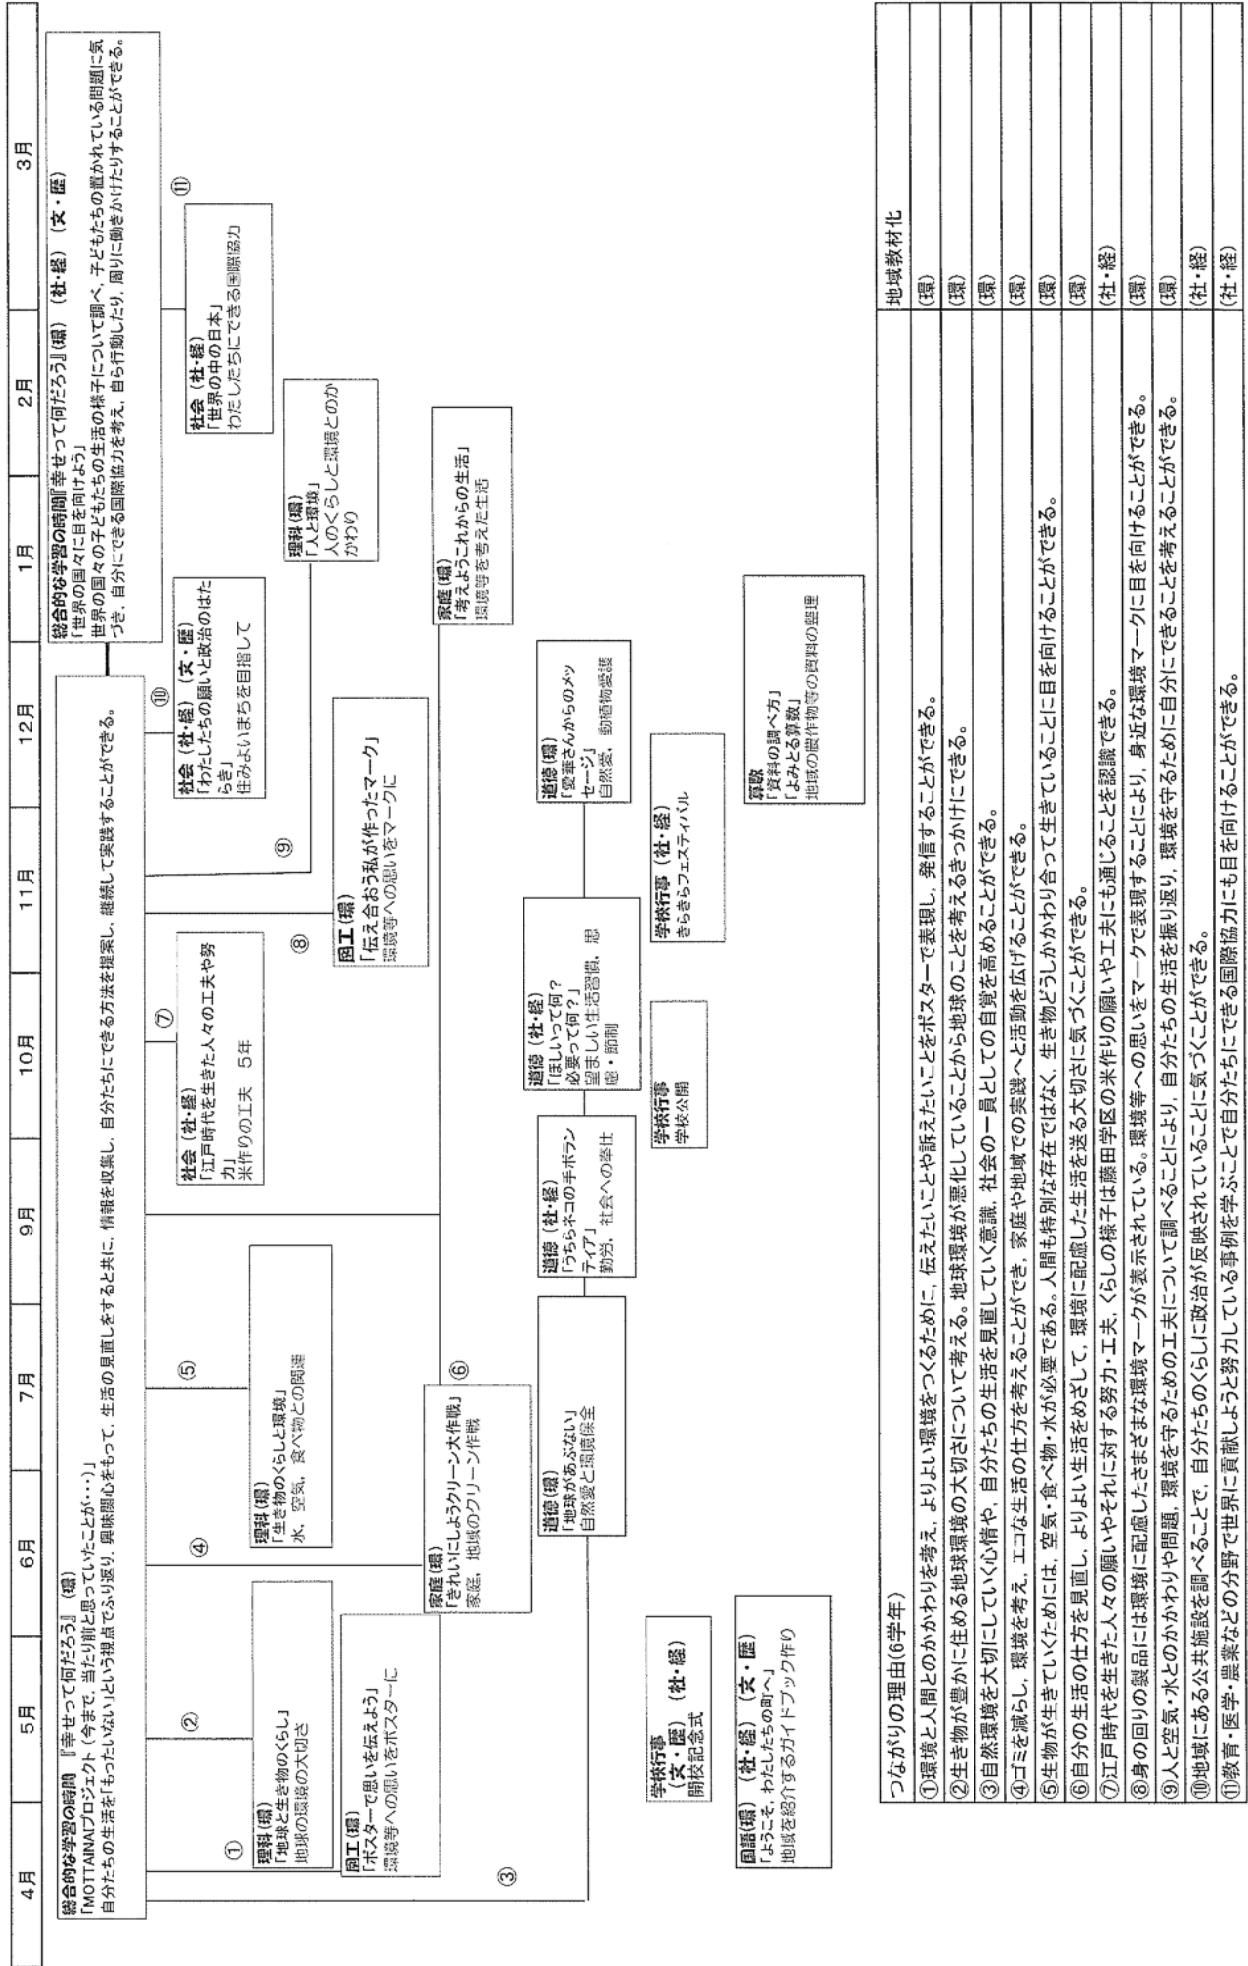 4月
5月
6月
7月
9月
10月
11月
12月
1月
2月
3月
総合的な学習の時間 『幸せって何だろう』 (環)
「MOTTAINAIプロジェクト (今まで、当たり前と思っていたことが・・・)」
自分たちの生活を「もったいない」という視点でふり返り、興味関心をもって、生活の見直しをすると共に、情報を収集し、自分たちにできる方法を提案し、継続して実践することができる。
総合的な学習の時間『幸せって何だろう』(環) (社・経) (文・歴)
「世界の国々に目を向けよう」
世界の国々の子どもたちの生活の様子について調べ、子どもたちの置かれている問題に気
づき、自分にできる国際協力を考え、自ら行動したり、周りに働きかけたりすることができる。
①
理科(環)
「地球と生き物のくらし」
地球の環境の大切さ
②
図工(環)
「ポスターで思いを伝えよう」
環境等への思いをポスターに
③
④
理科(環)
「生き物のくらしと環境」
水、空気、食べ物との関連
⑤
家庭(環)
「きれいにしようクリーン大作戦」
家庭、地域のクリーン作戦
⑥
道徳(環)
「地球があぶない」
自然愛と環境保全
社会 (社・経)
「江戸時代を生きた人々の工夫や努
力」
米作りの工夫 5年
⑦
道徳 (社・経)
「うちらネコの手ボラン
ティア」
勤労、社会への奉仕
道徳 (社・経)
「ほしいって何?
必要って何?」
望ましい生活習慣、思
慮・節制
⑧
図工(環)
「伝え合おう私が作ったマーク」
環境等への思いをマークに
⑨
道徳(環)
「愛華さんからのメッ
セージ」
自然愛、動植物愛護
社会 (社・経) (文・歴)
「わたしたちの願いと政治のはた
らき」
住みよいまちを目指して
⑩
理科(環)
「人と環境」
人のくらしと環境とのか
かわり
家庭(環)
「考えようこれからの生活」
環境等を考えた生活
社会 (社・経)
「世界の中の日本」
わたしたちにできる国際協力
⑪
学校行事
(文・歴) (社・経)
開校記念式
学校行事
学校公開
学校行事 (社・経)
きらきらフェスティバル
国語(環) (社・経) (文・歴)
「ようこそ、わたしたちの町へ」
地域を紹介するガイドブック作り
算数
「資料の調べ方」
「よみとる算数」
地域の農作物等の資料の整理
つながりの理由(6学年) 地域教材化
①環境と人間とのかかわりを考え、よりよい環境をつくるために、伝えたいことや訴えたいことをポスターで表現し、発信することができる。 (環)
②生き物が豊かに住める地球環境の大切さについて考える。地球環境が悪化していることから地球のことを考えるきっかけにできる。 (環)
③自然環境を大切にしていく心情や、自分たちの生活を見直していく意識、社会の一員としての自覚を高めることができる。 (環)
④ゴミを減らし、環境を考え、エコな生活の仕方を考えることができ、家庭や地域での実践へと活動を広げることができる。 (環)
⑤生物が生きていくためには、空気・食べ物・水が必要である。人間も特別な存在ではなく、生き物どうしかかわり合って生きていることに目を向けることができる。 (環)
⑥自分の生活の仕方を見直し、よりよい生活をめざして、環境に配慮した生活を送る大切さに気づくことができる。 (環)
⑦江戸時代を生きた人々の願いやそれに対する努力・工夫、くらしの様子は藤田学区の米作りの願いや工夫にも通じることを認識できる。 (社・経)
⑧身の回りの製品には環境に配慮したさまざまな環境マークが表示されている。環境等への思いをマークで表現することにより、身近な環境マークに目を向けることができる。 (環)
⑨人と空気・水とのかかわりや問題、環境を守るための工夫について調べることにより、自分たちの生活を振り返り、環境を守るために自分にできることを考えることができる。 (環)
⑩地域にある公共施設を調べることで、自分たちのくらしに政治が反映されていることに気づくことができる。 (社・経)
⑪教育・医学・農業などの分野で世界に貢献しようと努力している事例を学ぶことで自分たちにできる国際協力にも目を向けることができる。 (社・経)